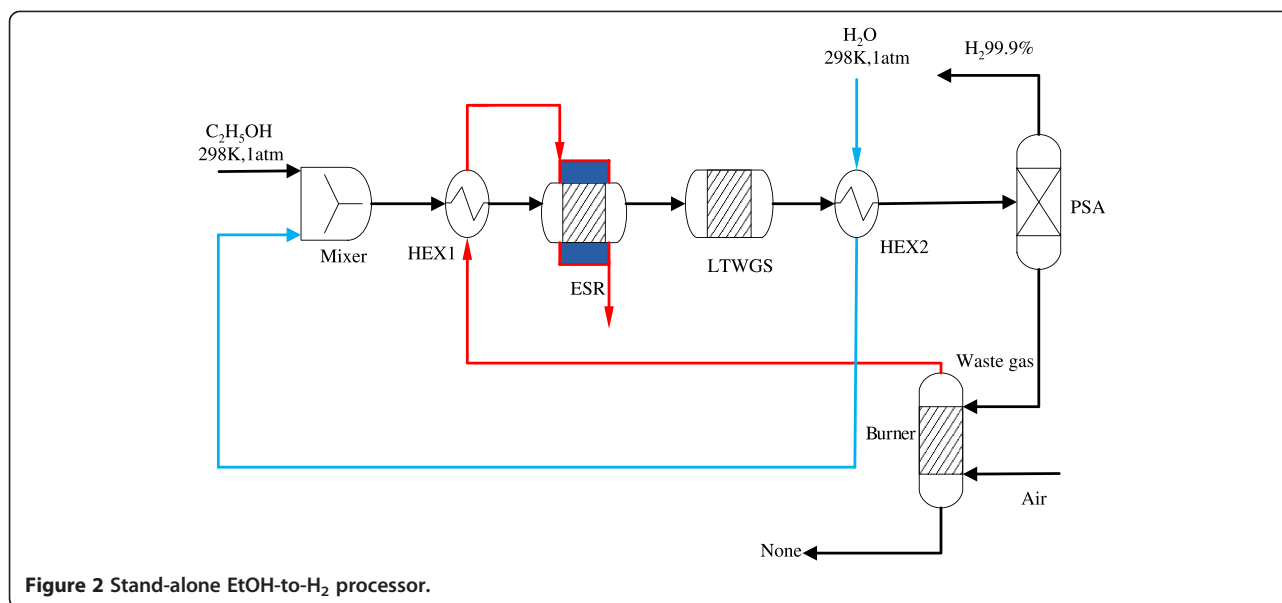 H₂O
298K,1atm
H₂99.9%
C₂H₅OH
298K,1atm
Mixer
HEX1
ESR
LTWGS
HEX2
PSA
Waste gas
Burner
Air
None
Figure 2 Stand-alone EtOH-to-H₂ processor.